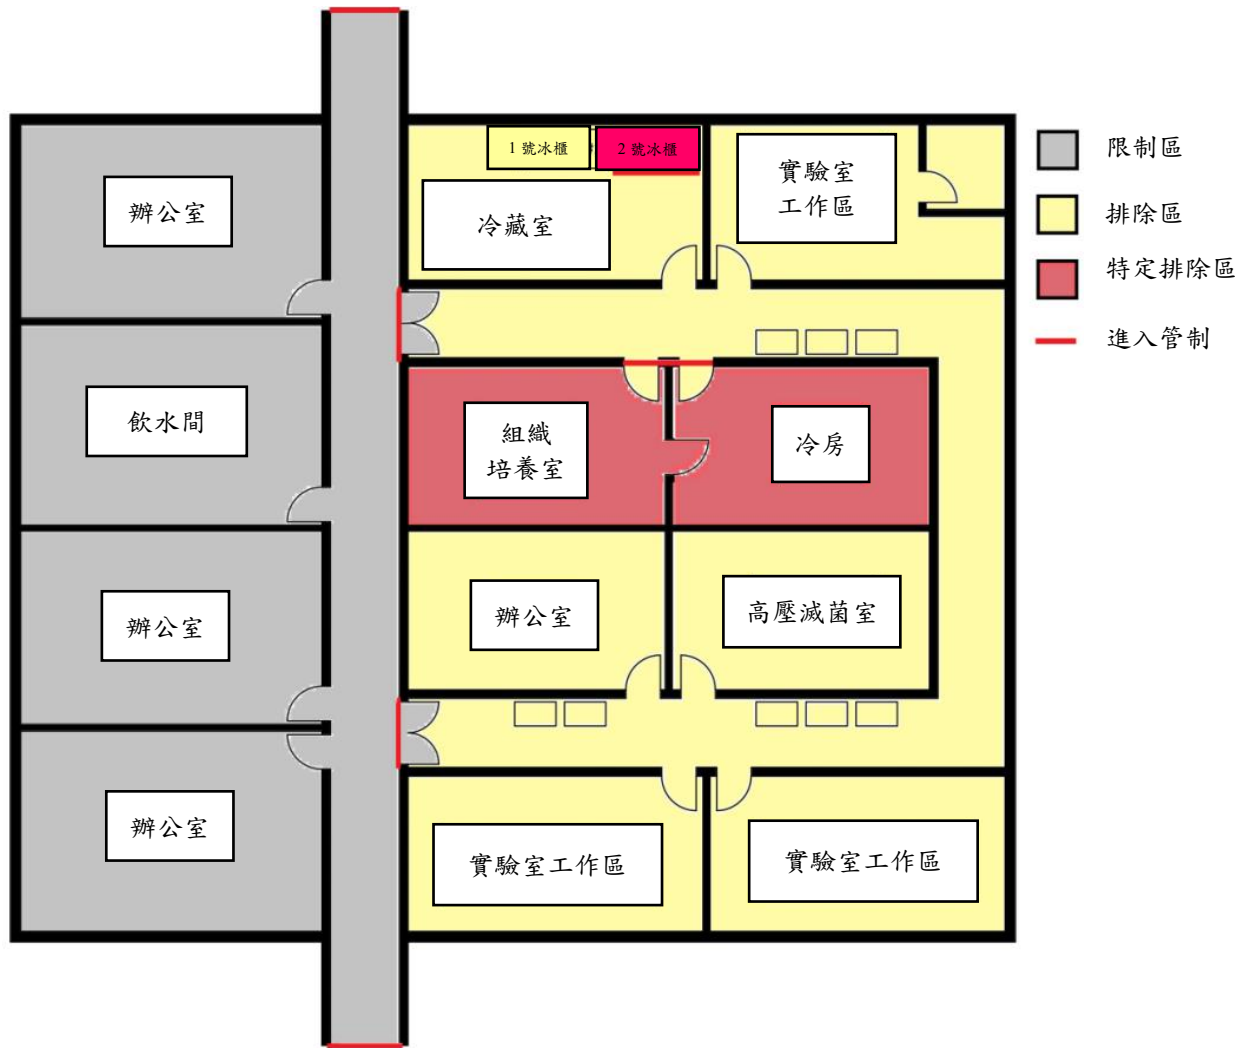 1 號冰櫃
2 號冰櫃
限制區
實驗室
工作區
辦公室
冷藏室
排除區
特定排除區
進入管制
飲水間
組織
培養室
冷房
辦公室
辦公室
高壓滅菌室
辦公室
實驗室工作區
實驗室工作區